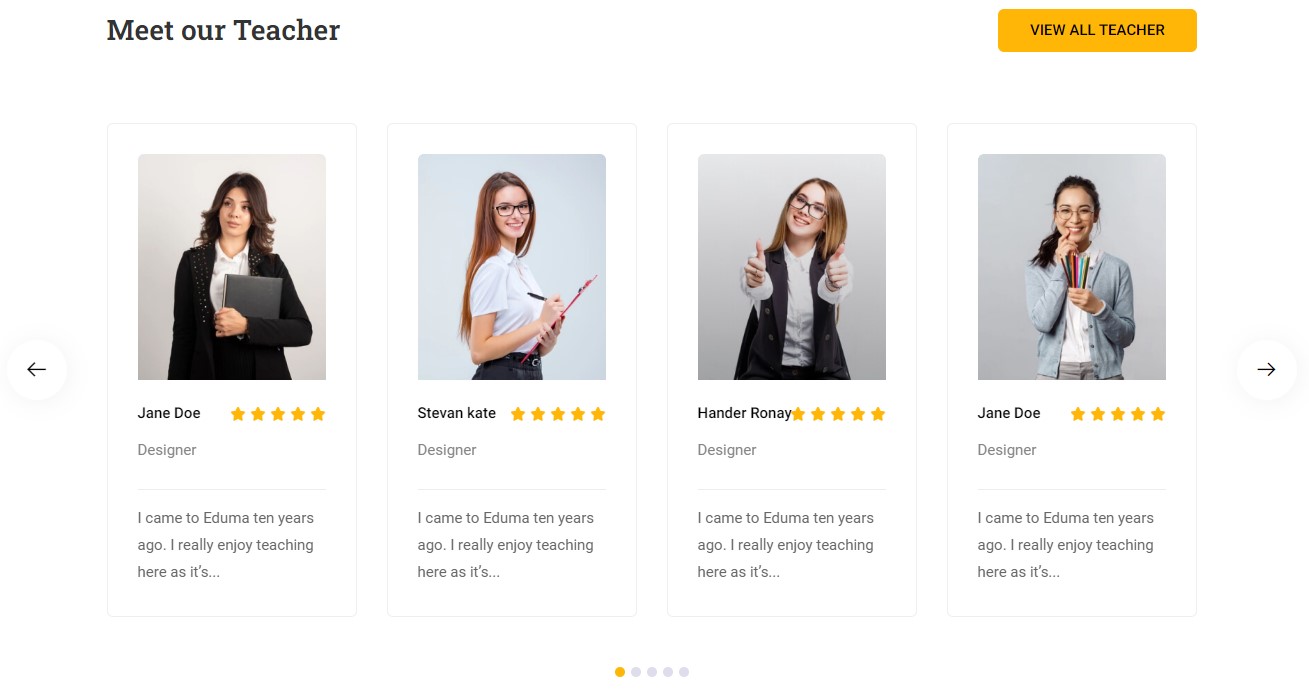 Meet our Teacher
VIEW ALL TEACHER
Jane Doe
Designer
I came to Eduma ten years
ago. I really enjoy teaching
here as it’s...
Stevan kate
Designer
I came to Eduma ten years
ago. I really enjoy teaching
here as it’s...
Hander Ronay
Designer
I came to Eduma ten years
ago. I really enjoy teaching
here as it’s...
Jane Doe
Designer
I came to Eduma ten years
ago. I really enjoy teaching
here as it’s...